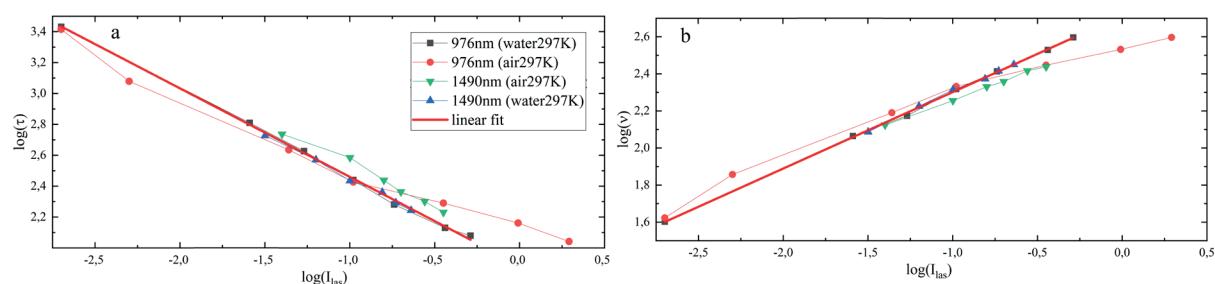 a
3,4
3,2
3,0
2,8
2,6
2,4
2,2
log(τ)
-2,5 -2,0 -1,5 -1,0 -0,5 0,0 0,5
log(I_las)
976nm (water297K)
976nm (air297K)
1490nm (air297K)
1490nm (water297K)
linear fit
b
2,6
2,4
2,2
2,0
1,8
1,6
log(ν)
-2,5 -2,0 -1,5 -1,0 -0,5 0,0 0,5
log(I_las)